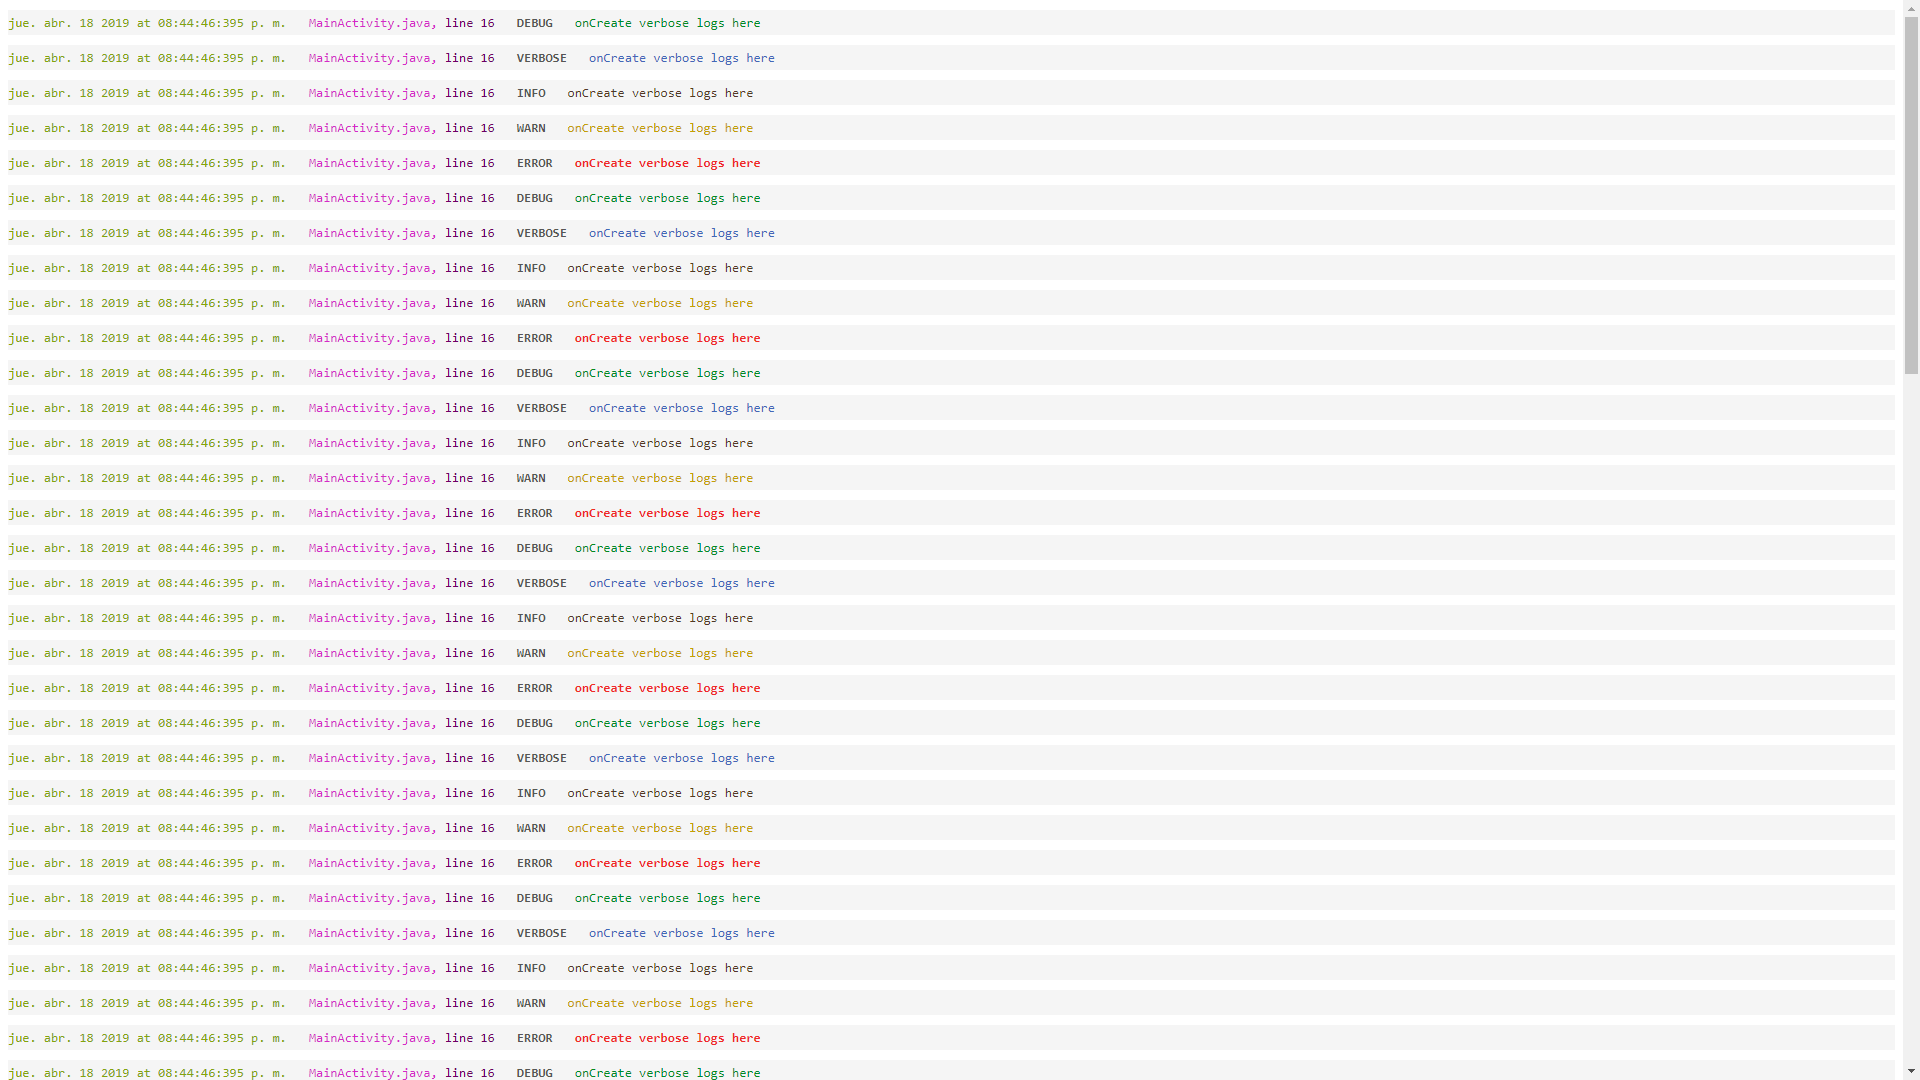 jue. abr. 18 2019 at 08:44:46:395 p. m. MainActivity.java, line 16 DEBUG onCreate verbose logs here
jue. abr. 18 2019 at 08:44:46:395 p. m. MainActivity.java, line 16 VERBOSE onCreate verbose logs here
jue. abr. 18 2019 at 08:44:46:395 p. m. MainActivity.java, line 16 INFO onCreate verbose logs here
jue. abr. 18 2019 at 08:44:46:395 p. m. MainActivity.java, line 16 WARN onCreate verbose logs here
jue. abr. 18 2019 at 08:44:46:395 p. m. MainActivity.java, line 16 ERROR onCreate verbose logs here
jue. abr. 18 2019 at 08:44:46:395 p. m. MainActivity.java, line 16 DEBUG onCreate verbose logs here
jue. abr. 18 2019 at 08:44:46:395 p. m. MainActivity.java, line 16 VERBOSE onCreate verbose logs here
jue. abr. 18 2019 at 08:44:46:395 p. m. MainActivity.java, line 16 INFO onCreate verbose logs here
jue. abr. 18 2019 at 08:44:46:395 p. m. MainActivity.java, line 16 WARN onCreate verbose logs here
jue. abr. 18 2019 at 08:44:46:395 p. m. MainActivity.java, line 16 ERROR onCreate verbose logs here
jue. abr. 18 2019 at 08:44:46:395 p. m. MainActivity.java, line 16 DEBUG onCreate verbose logs here
jue. abr. 18 2019 at 08:44:46:395 p. m. MainActivity.java, line 16 VERBOSE onCreate verbose logs here
jue. abr. 18 2019 at 08:44:46:395 p. m. MainActivity.java, line 16 INFO onCreate verbose logs here
jue. abr. 18 2019 at 08:44:46:395 p. m. MainActivity.java, line 16 WARN onCreate verbose logs here
jue. abr. 18 2019 at 08:44:46:395 p. m. MainActivity.java, line 16 ERROR onCreate verbose logs here
jue. abr. 18 2019 at 08:44:46:395 p. m. MainActivity.java, line 16 DEBUG onCreate verbose logs here
jue. abr. 18 2019 at 08:44:46:395 p. m. MainActivity.java, line 16 VERBOSE onCreate verbose logs here
jue. abr. 18 2019 at 08:44:46:395 p. m. MainActivity.java, line 16 INFO onCreate verbose logs here
jue. abr. 18 2019 at 08:44:46:395 p. m. MainActivity.java, line 16 WARN onCreate verbose logs here
jue. abr. 18 2019 at 08:44:46:395 p. m. MainActivity.java, line 16 ERROR onCreate verbose logs here
jue. abr. 18 2019 at 08:44:46:395 p. m. MainActivity.java, line 16 DEBUG onCreate verbose logs here
jue. abr. 18 2019 at 08:44:46:395 p. m. MainActivity.java, line 16 VERBOSE onCreate verbose logs here
jue. abr. 18 2019 at 08:44:46:395 p. m. MainActivity.java, line 16 INFO onCreate verbose logs here
jue. abr. 18 2019 at 08:44:46:395 p. m. MainActivity.java, line 16 WARN onCreate verbose logs here
jue. abr. 18 2019 at 08:44:46:395 p. m. MainActivity.java, line 16 ERROR onCreate verbose logs here
jue. abr. 18 2019 at 08:44:46:395 p. m. MainActivity.java, line 16 DEBUG onCreate verbose logs here
jue. abr. 18 2019 at 08:44:46:395 p. m. MainActivity.java, line 16 VERBOSE onCreate verbose logs here
jue. abr. 18 2019 at 08:44:46:395 p. m. MainActivity.java, line 16 INFO onCreate verbose logs here
jue. abr. 18 2019 at 08:44:46:395 p. m. MainActivity.java, line 16 WARN onCreate verbose logs here
jue. abr. 18 2019 at 08:44:46:395 p. m. MainActivity.java, line 16 ERROR onCreate verbose logs here
jue. abr. 18 2019 at 08:44:46:395 p. m. MainActivity.java, line 16 DEBUG onCreate verbose logs here